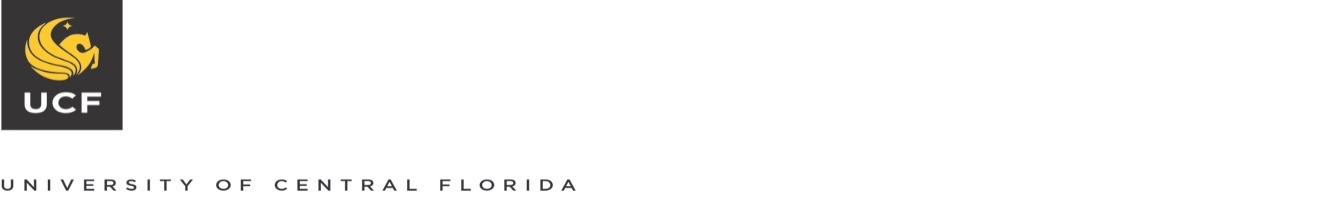 UCF
UNIVERSITY OF CENTRAL FLORIDA